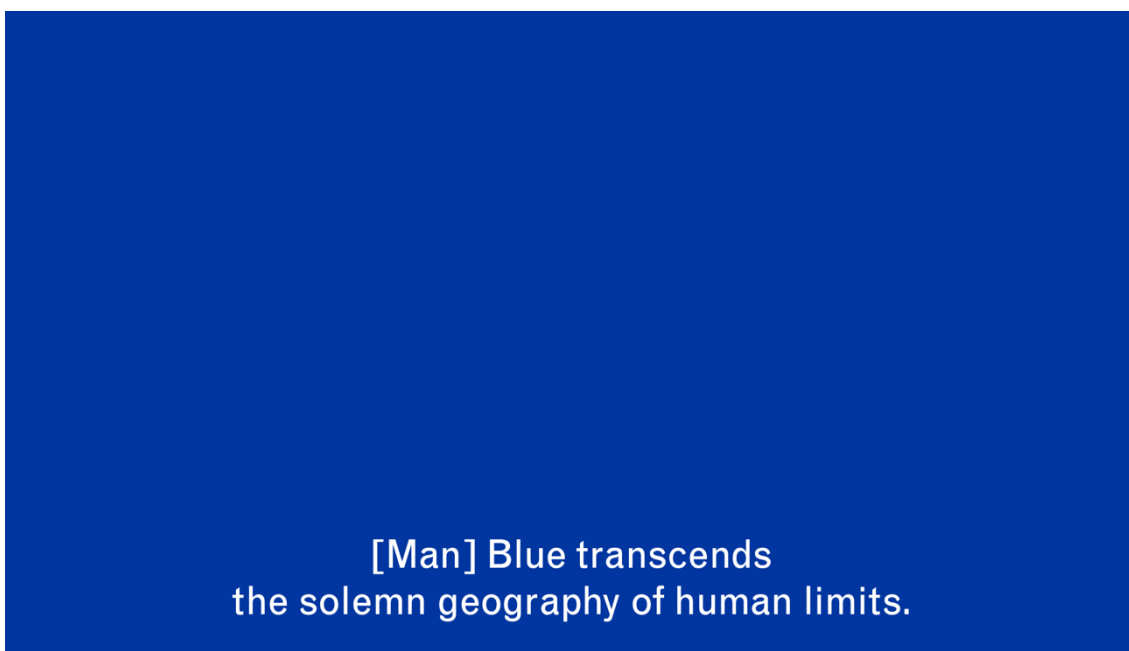 [Man] Blue transcends
the solemn geography of human limits.